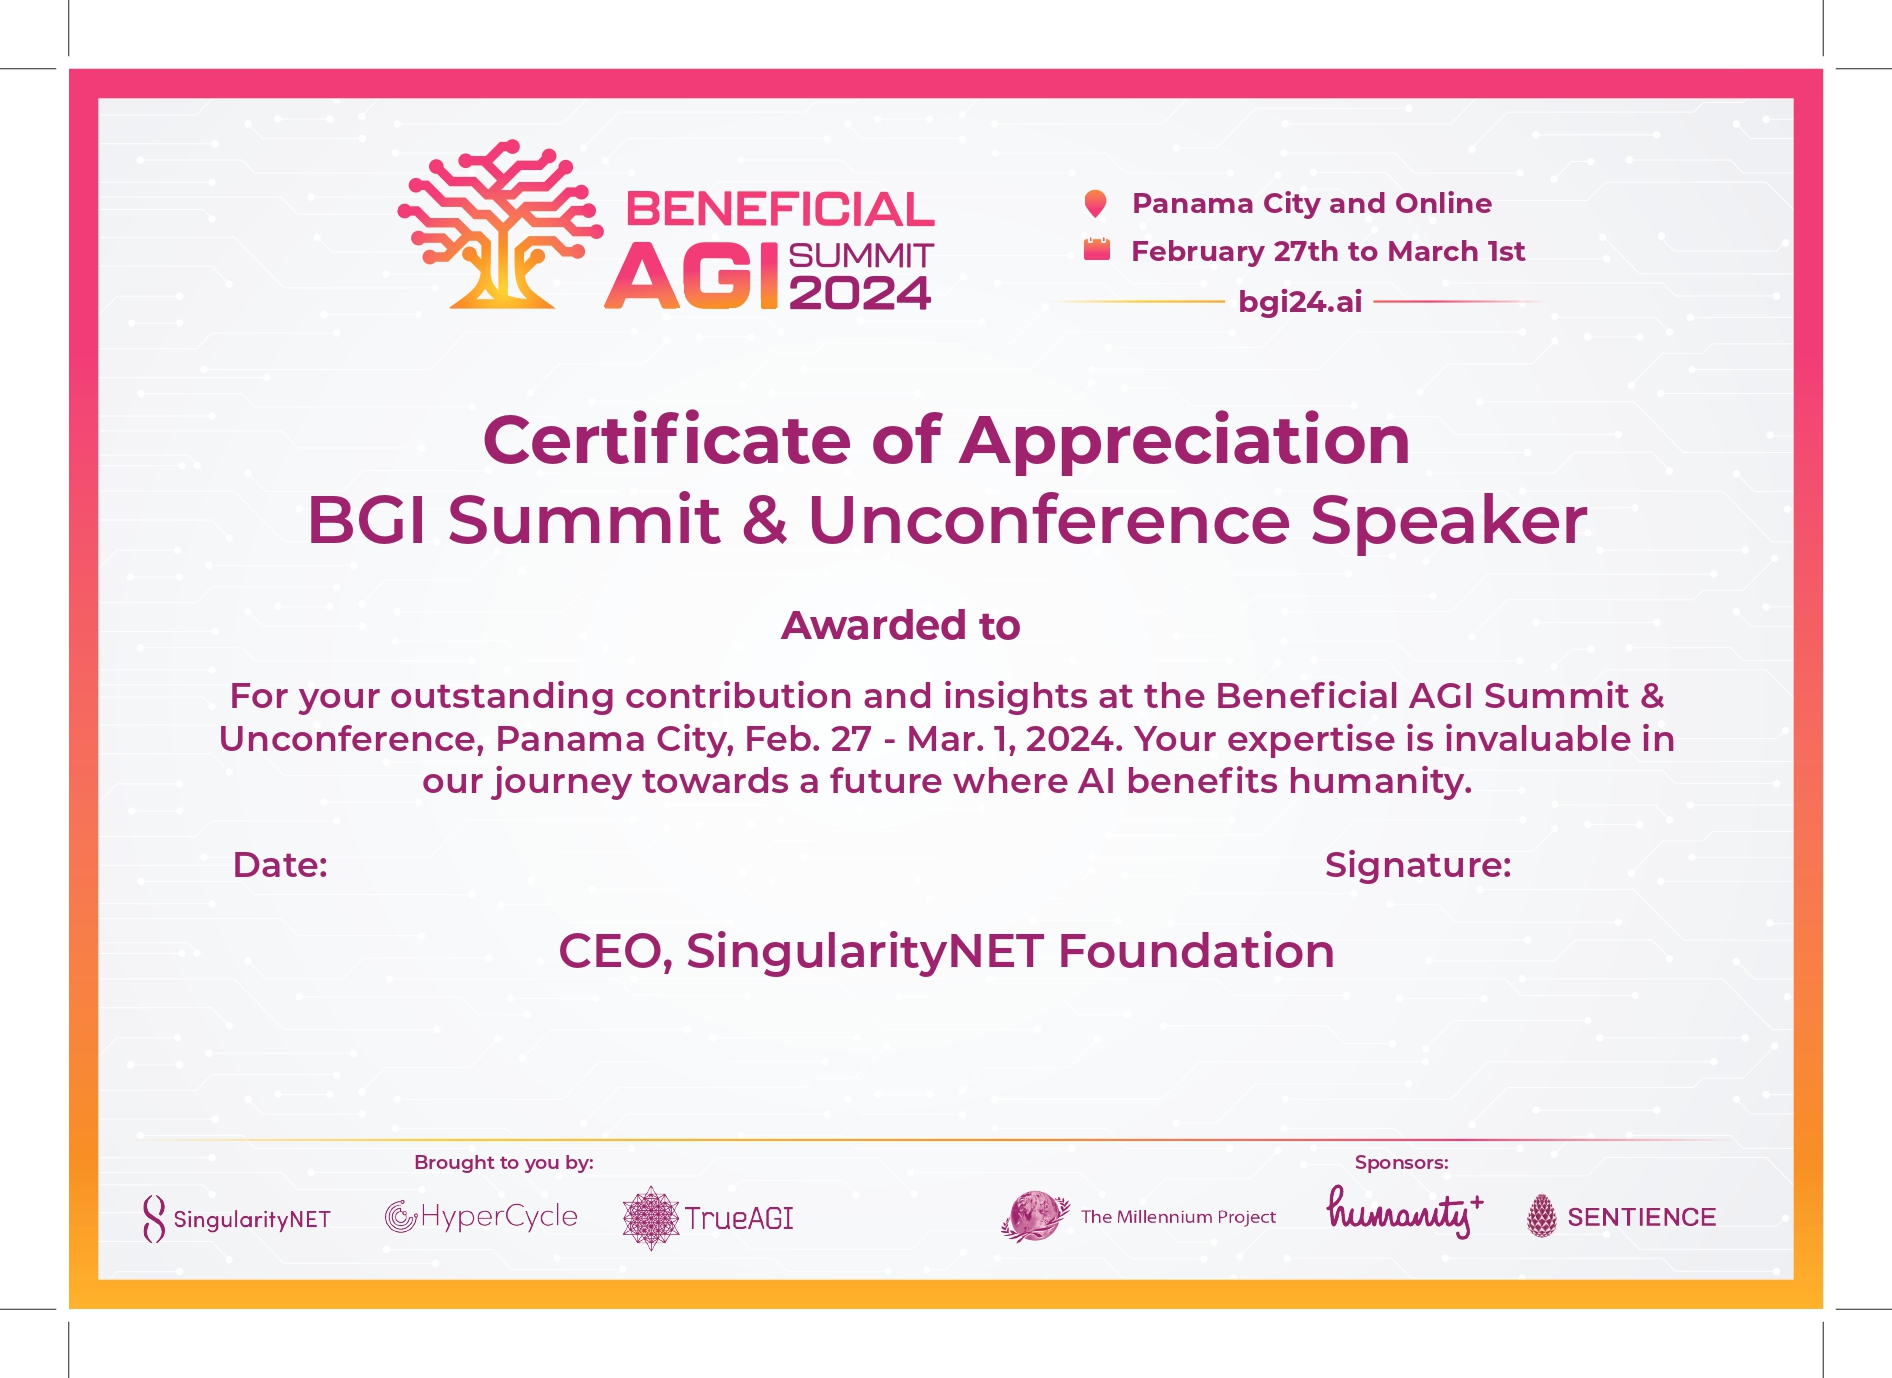 BENEFICIAL
AGI SUMMIT
2024
Panama City and Online
February 27th to March 1st
bgi24.ai
Certificate of Appreciation
BGI Summit & Unconference Speaker
Awarded to
For your outstanding contribution and insights at the Beneficial AGI Summit &
Unconference, Panama City, Feb. 27 - Mar. 1, 2024. Your expertise is invaluable in
our journey towards a future where AI benefits humanity.
Date:
Signature:
CEO, SingularityNET Foundation
Brought to you by:
Sponsors:
SingularityNET
HyperCycle
TrueAGI
The Millennium Project
humanity+
SENTIENCE